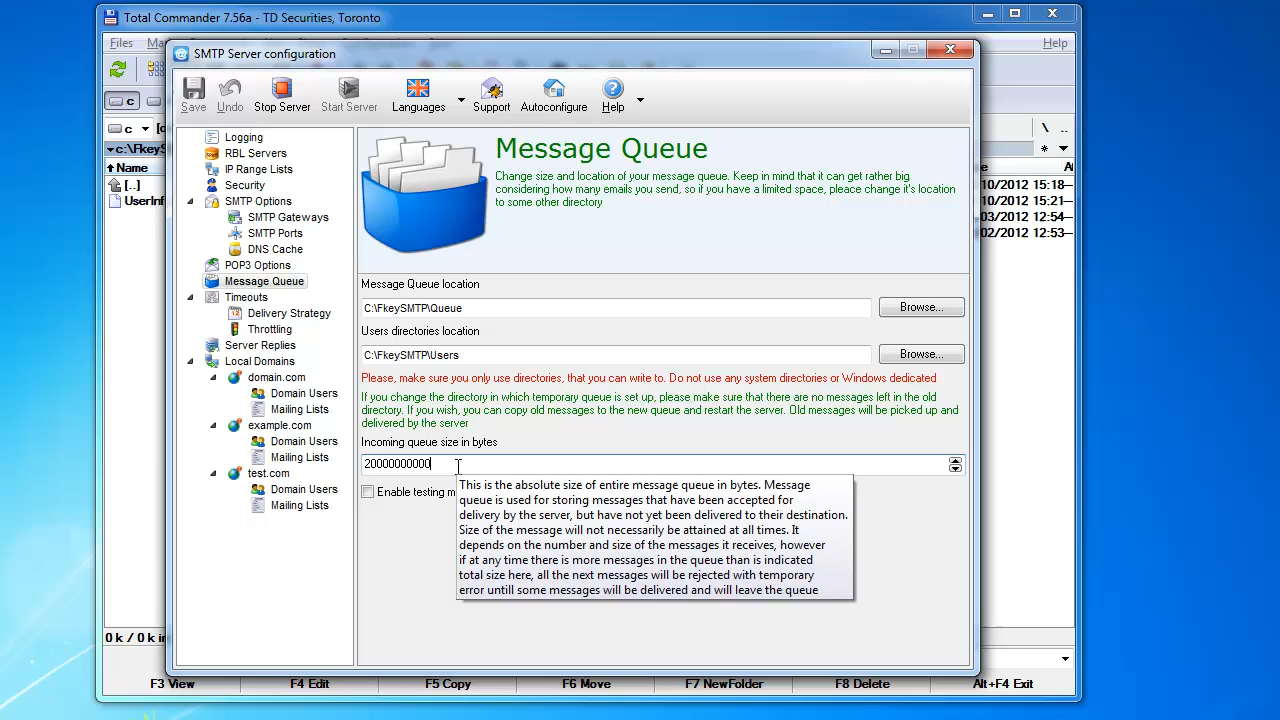 Total Commander 7.56a - TD Securities, Toronto
Files
Help
SMTP Server configuration
Save
Undo
Stop Server
Start Server
Languages
Support
Autoconfigure
Help
c
c
\ ..
c:\FkeyS
*
Name
[..]
UserInf
10/2012 15:18
10/2012 15:21
03/2012 12:54
02/2012 12:53
Logging
RBL Servers
IP Range Lists
Security
SMTP Options
SMTP Gateways
SMTP Ports
DNS Cache
POP3 Options
Message Queue
Timeouts
Delivery Strategy
Throttling
Server Replies
Local Domains
domain.com
Domain Users
Mailing Lists
example.com
Domain Users
Mailing Lists
test.com
Domain Users
Mailing Lists
Message Queue
Change size and location of your message queue. Keep in mind that it can get rather big
considering how many emails you send, so if you have a limited space, pleace change it's location
to some other directory
Message Queue location
C:\FkeySMTP\Queue
Browse...
Users directories location
C:\FkeySMTP\Users
Browse...
Please, make sure you only use directories, that you can write to. Do not use any system directories or Windows dedicated
If you change the directory in which temporary queue is set up, please make sure that there are no messages left in the old
directory. If you wish, you can copy old messages to the new queue and restart the server. Old messages will be picked up and
delivered by the server
Incoming queue size in bytes
20000000000
Enable testing m
This is the absolute size of entire message queue in bytes. Message
queue is used for storing messages that have been accepted for
delivery by the server, but have not yet been delivered to their destination.
Size of the message will not necessarily be attained at all times. It
depends on the number and size of the messages it receives, however
if at any time there is more messages in the queue than is indicated
total size here, all the next messages will be rejected with temporary
error untill some messages will be delivered and will leave the queue
0 k / 0 k i
F3 View
F4 Edit
F5 Copy
F6 Move
F7 NewFolder
F8 Delete
Alt+F4 Exit